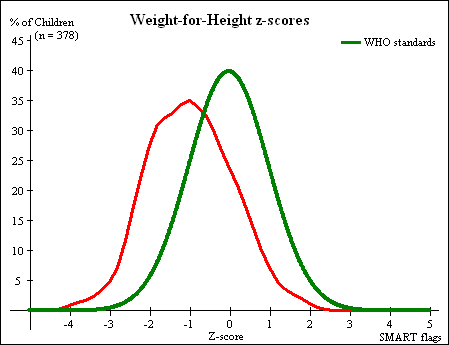 Weight-for-Height z-scores
% of Children
(n = 378)
WHO standards
45
40
35
30
25
20
15
10
5
-4 -3 -2 -1 0 1 2 3 4 5
Z-score
SMART flags